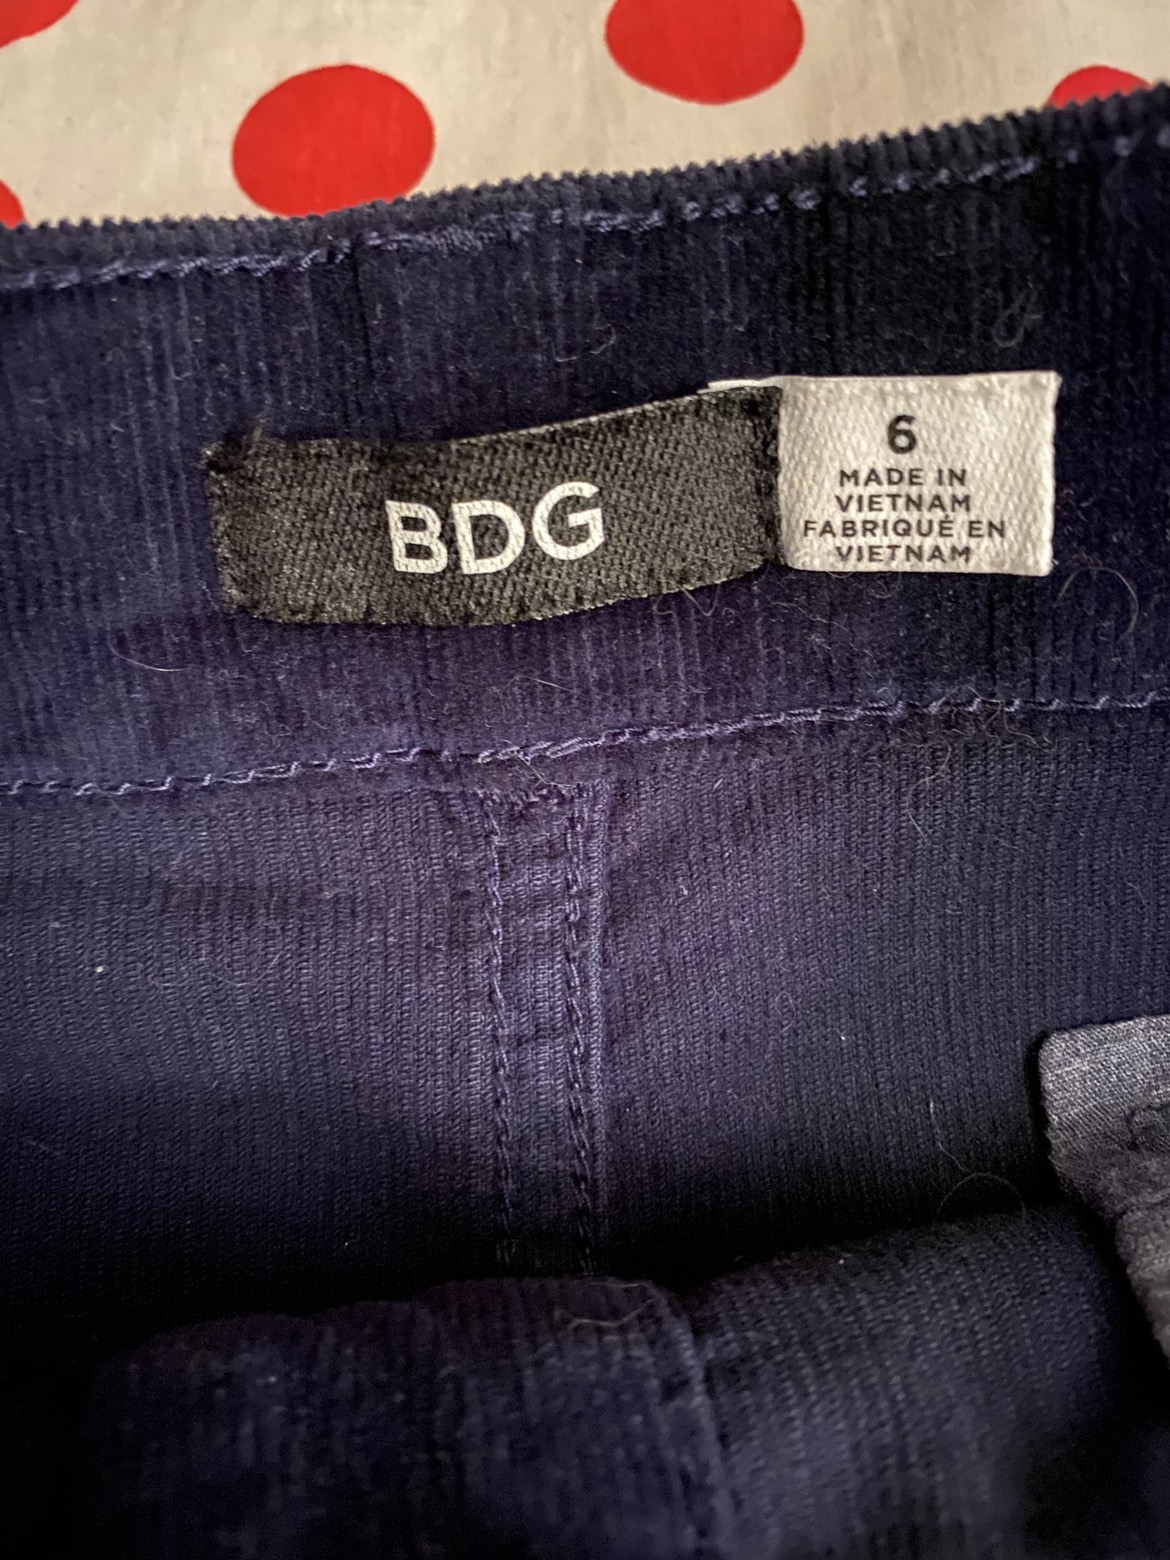 BDG
6
MADE IN
VIETNAM
FABRIQUÉ EN
VIETNAM